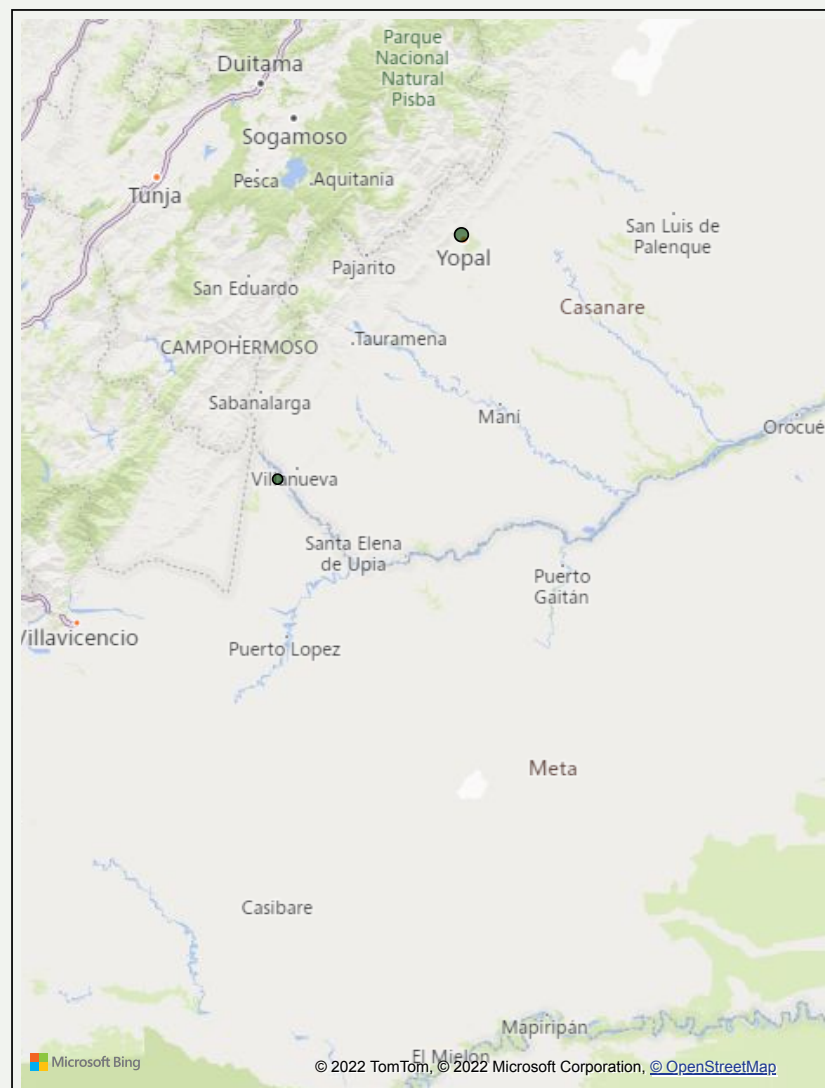 Parque
Nacional
Natural
Pisba
Duitama
Sogamoso
Pesca
Aquitania
Tunja
San Luis de
Palenque
Yopal
Pajarito
San Eduardo
Casanare
Tauramena
CAMPOHERMOSO
Sabanalarga
Maní
Orocué
Villanueva
Santa Elena
de Upia
Puerto
Gaitán
Villavicencio
Puerto Lopez
Meta
Casibare
Mapiripán
El Mielón
Microsoft Bing
© 2022 TomTom, © 2022 Microsoft Corporation, © OpenStreetMap